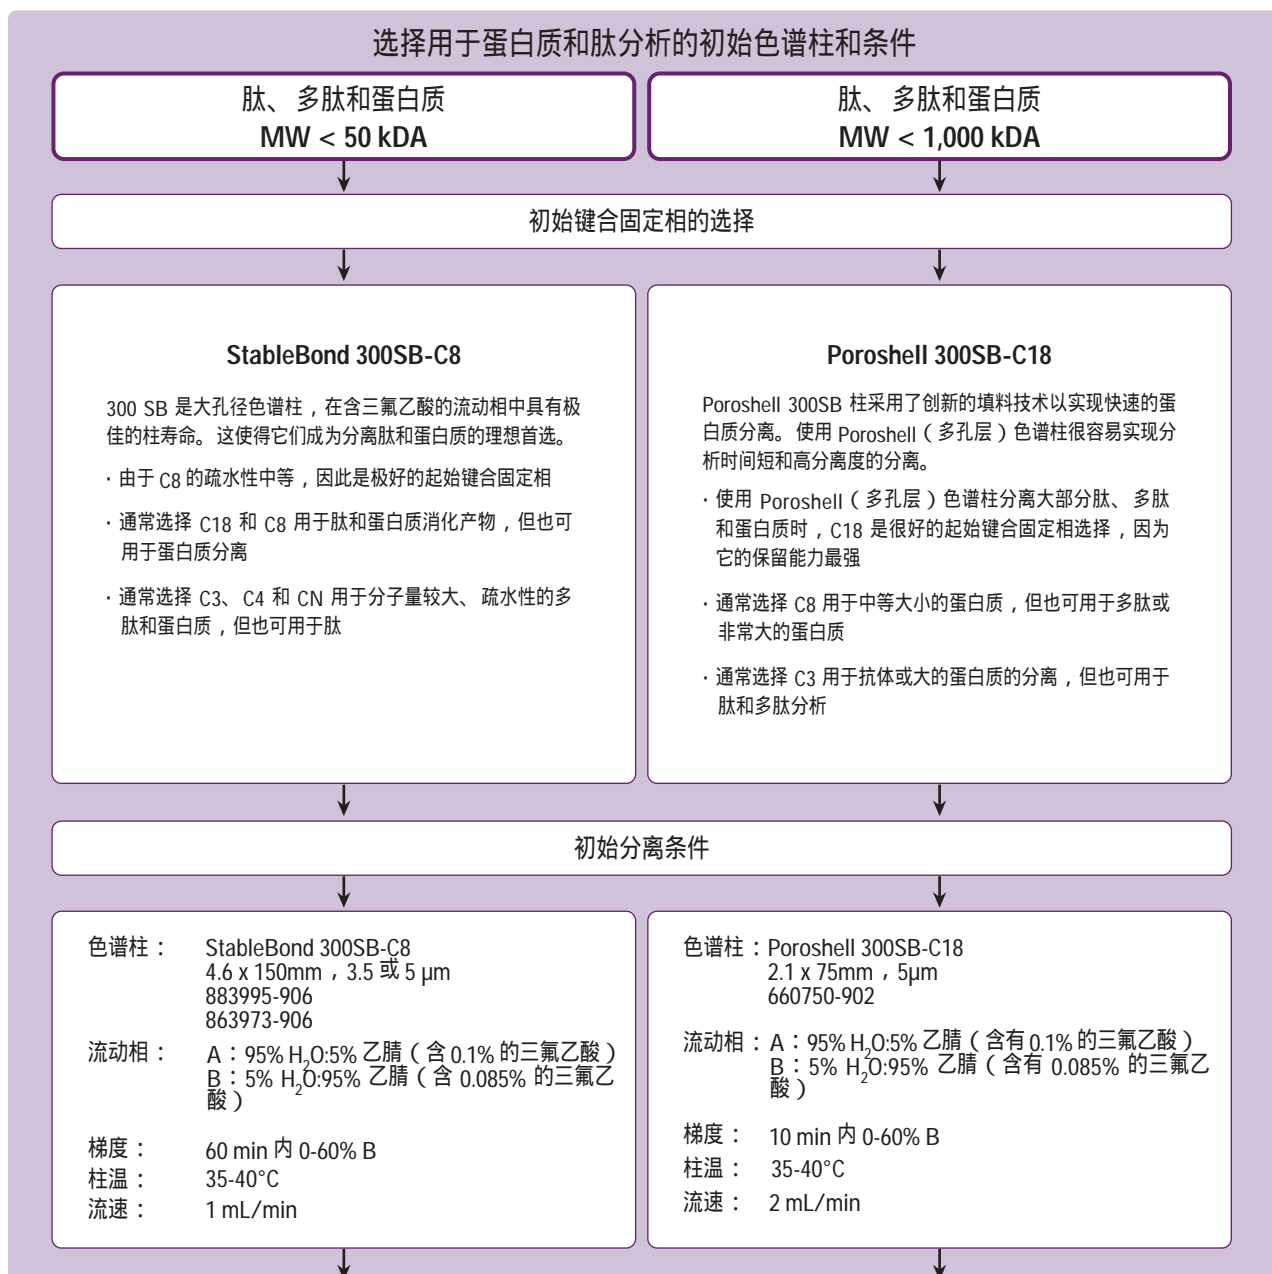 选择用于蛋白质和肽分析的初始色谱柱和条件
肽、多肽和蛋白质
MW < 50 kDA
肽、多肽和蛋白质
MW < 1,000 kDA
初始键合固定相的选择
StableBond 300SB-C8
300 SB 是大孔径色谱柱，在含三氟乙酸的流动相中具有极
佳的柱寿命。这使得它们成为分离肽和蛋白质的理想首选。
· 由于 C8 的疏水性中等，因此是极好的起始键合固定相
· 通常选择 C18 和 C8 用于肽和蛋白质消化产物，但也可
用于蛋白质分离
· 通常选择 C3、C4 和 CN 用于分子量较大、疏水性的多
肽和蛋白质，但也可用于肽
Poroshell 300SB-C18
Poroshell 300SB 柱采用了创新的填料技术以实现快速的蛋
白质分离。使用 Poroshell（多孔层）色谱柱很容易实现分
析时间短和高分离度的分离。
· 使用 Poroshell（多孔层）色谱柱分离大部分肽、多肽
和蛋白质时，C18 是很好的起始键合固定相选择，因为
它的保留能力最强
· 通常选择 C8 用于中等大小的蛋白质，但也可用于多肽或
非常大的蛋白质
· 通常选择 C3 用于抗体或大的蛋白质的分离，但也可用于
肽和多肽分析
初始分离条件
色谱柱： StableBond 300SB-C8
4.6 x 150mm，3.5 或 5 µm
883995-906
863973-906
流动相： A：95% H₂O:5% 乙腈（含 0.1% 的三氟乙酸）
B：5% H₂O:95% 乙腈（含 0.085% 的三氟乙
酸）
梯度： 60 min 内 0-60% B
柱温： 35-40°C
流速： 1 mL/min
色谱柱：Poroshell 300SB-C18
2.1 x 75mm，5µm
660750-902
流动相：A：95% H₂O:5% 乙腈（含有 0.1% 的三氟乙酸）
B：5% H₂O:95% 乙腈（含有 0.085% 的三氟乙
酸）
梯度： 10 min 内 0-60% B
柱温： 35-40°C
流速： 2 mL/min